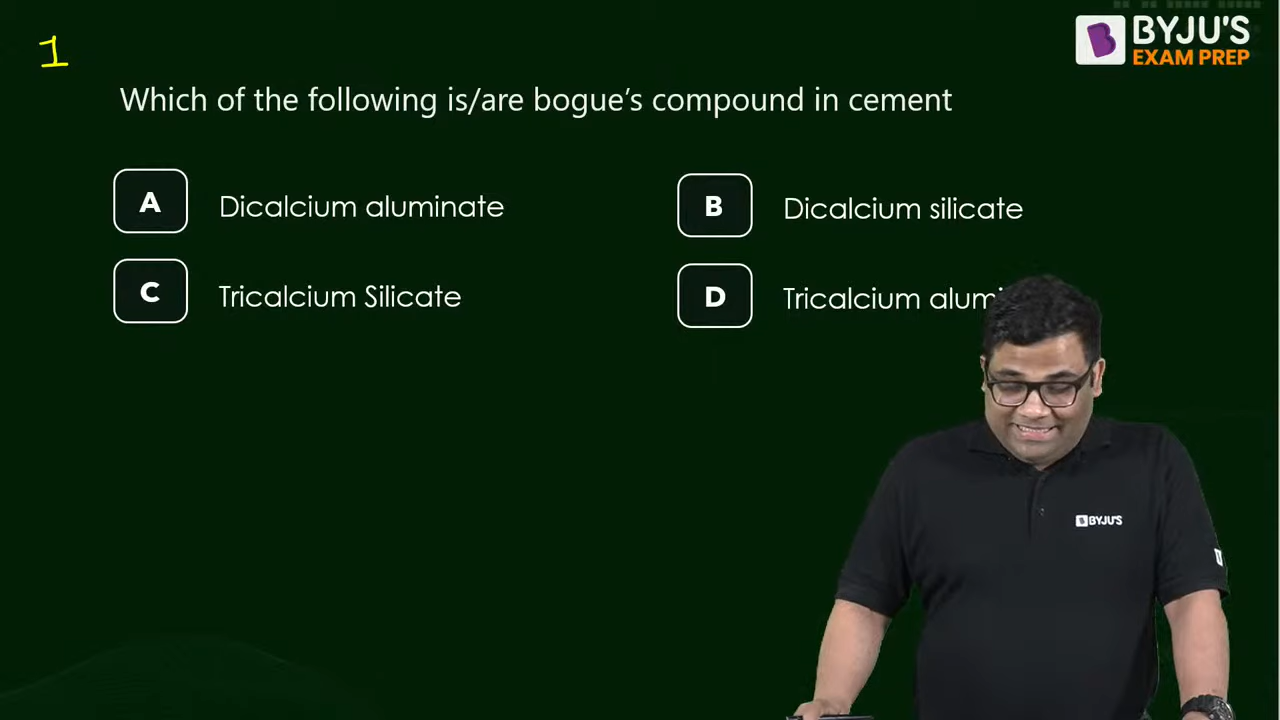 1
BYJU'S
EXAM PREP
Which of the following is/are bogue's compound in cement
A Dicalcium aluminate
B Dicalcium silicate
C Tricalcium Silicate
D Tricalcium
BYJU'S